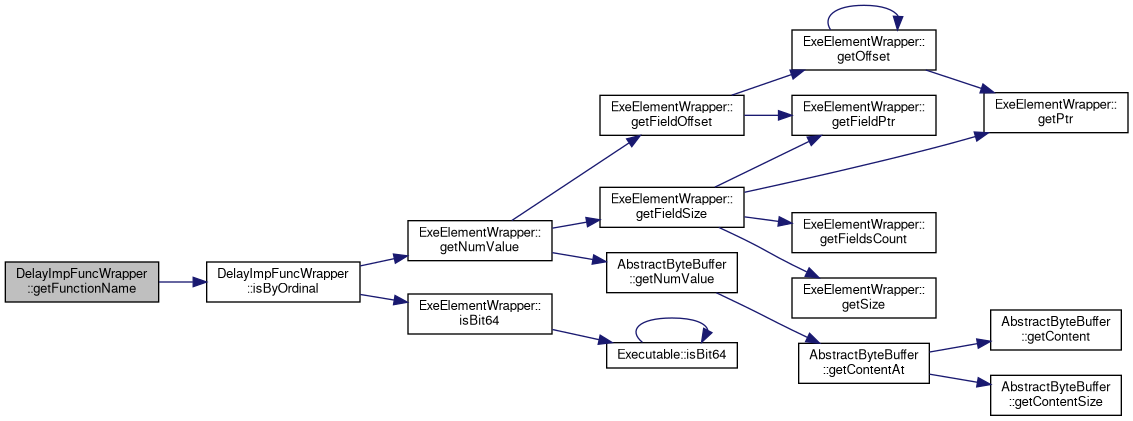 DelayImpFuncWrapper
::getFunctionName
DelayImpFuncWrapper
::isByOrdinal
ExeElementWrapper::
getNumValue
ExeElementWrapper::
isBit64
ExeElementWrapper::
getFieldOffset
ExeElementWrapper::
getFieldSize
AbstractByteBuffer
::getNumValue
Executable::isBit64
ExeElementWrapper::
getOffset
ExeElementWrapper::
getFieldPtr
ExeElementWrapper::
getFieldsCount
ExeElementWrapper::
getSize
AbstractByteBuffer
::getContentAt
ExeElementWrapper::
getPtr
AbstractByteBuffer
::getContent
AbstractByteBuffer
::getContentSize